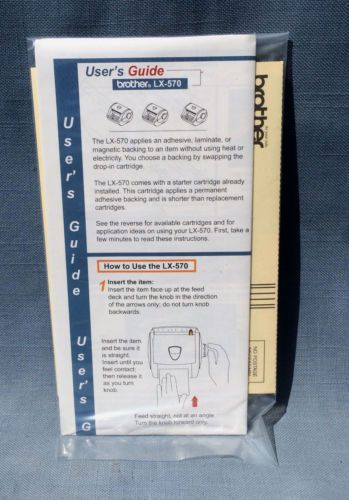 User's Guide
brother® LX-570
User's Guide
The LX-570 applies an adhesive, laminate, or
magnetic backing to an item without using heat or
electricity. You choose a backing by swapping the
drop-in cartridge.
The LX-570 comes with a starter cartridge already
installed. This cartridge applies a permanent
adhesive backing and is shorter than replacement
cartridges.
See the reverse for available cartridges and for
application ideas on using your LX-570. First, take a
few minutes to read these instructions.
User's G
How to Use the LX-570
1 Insert the item:
Insert the item face up at the feed
deck and turn the knob in the direction
of the arrows only; do not turn knob
backwards.
Insert the item
and be sure it
is straight.
Insert until you
feel contact;
then release it
as you turn
knob.
Feed straight, not at an angle.
Turn the knob forward only.
brother
NO POSTAGE